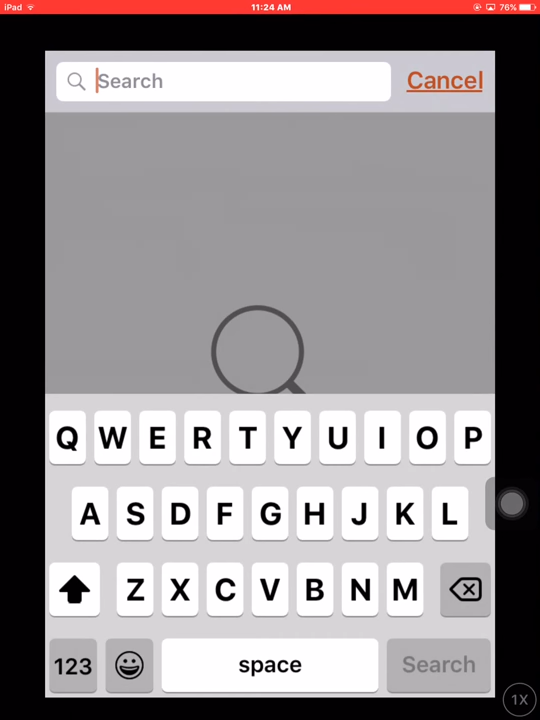 iPad 11:24 AM 76%
Search Cancel
Q W E R T Y U I O P
A S D F G H J K L
Z X C V B N M
123 space Search
1X